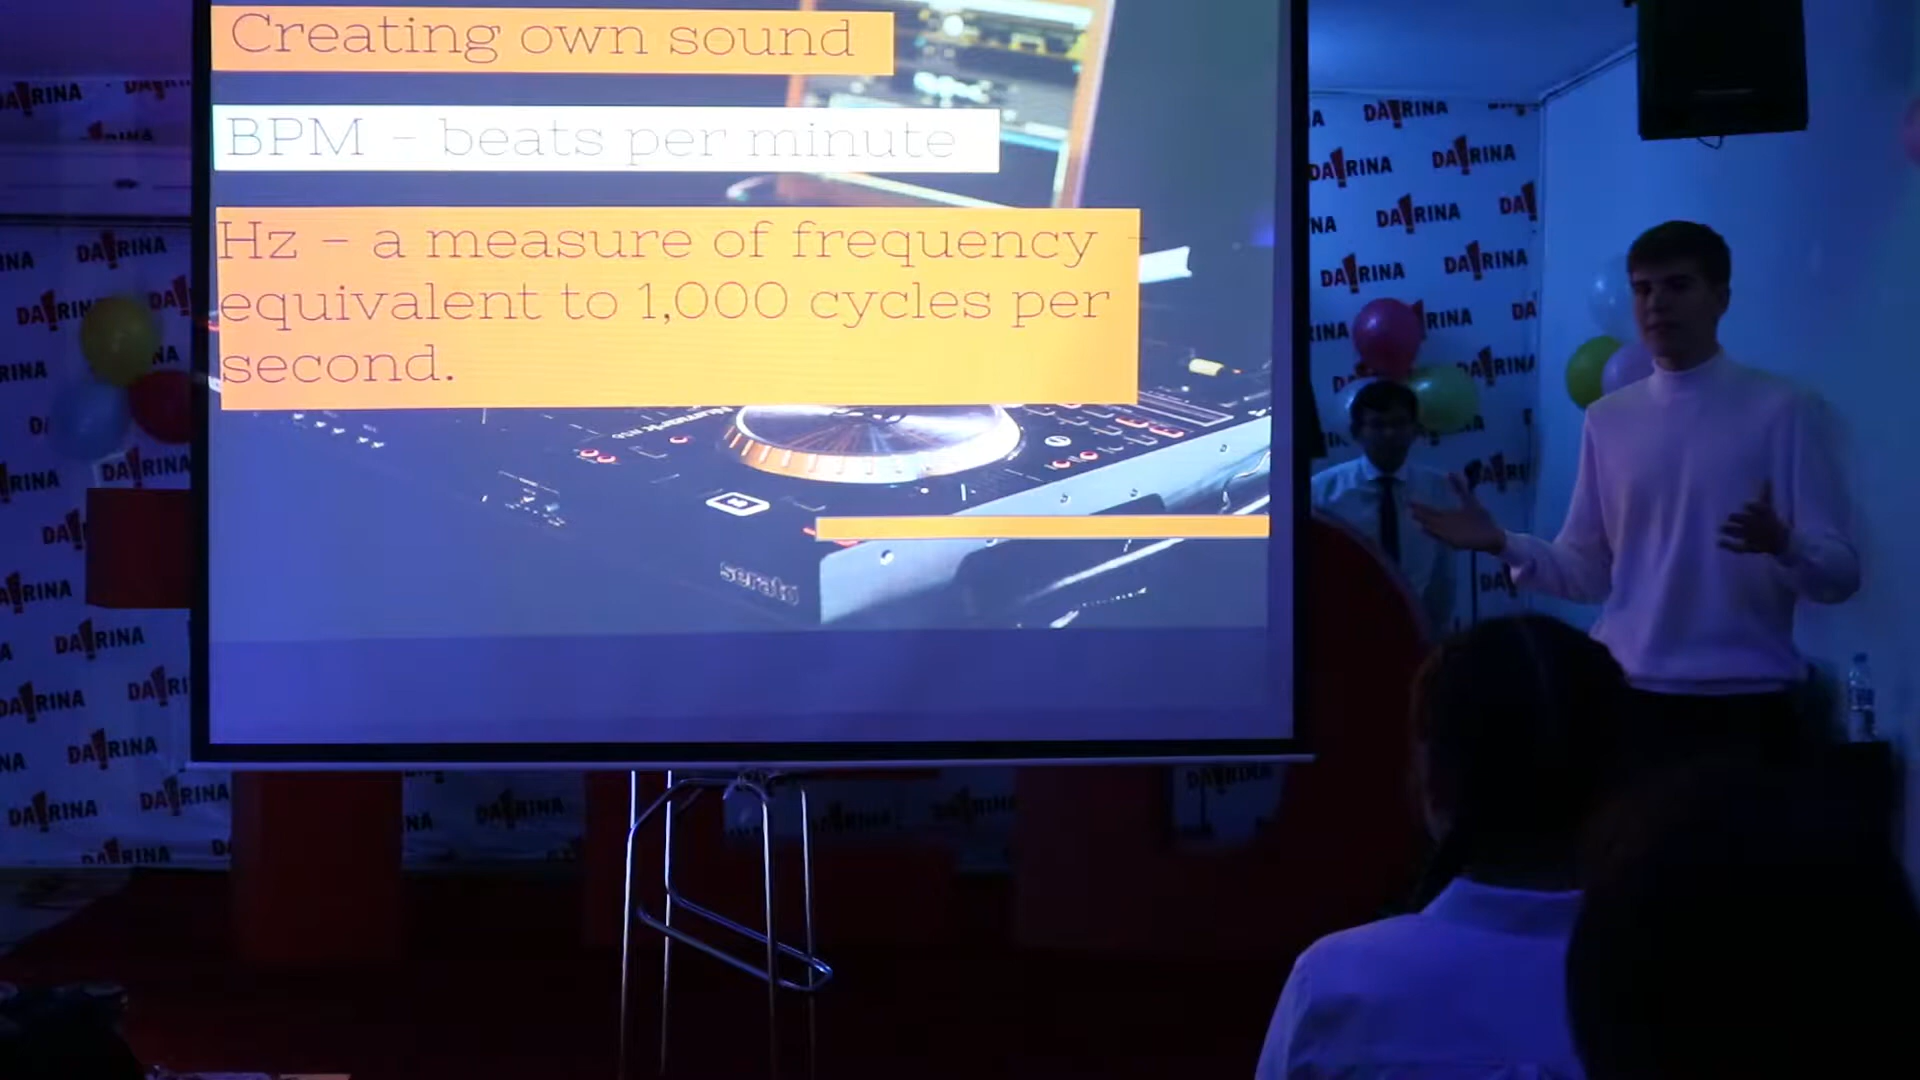 Creating own sound
BPM - beats per minute
Hz - a measure of frequency
equivalent to 1,000 cycles per
second.
serato
DA!RINA